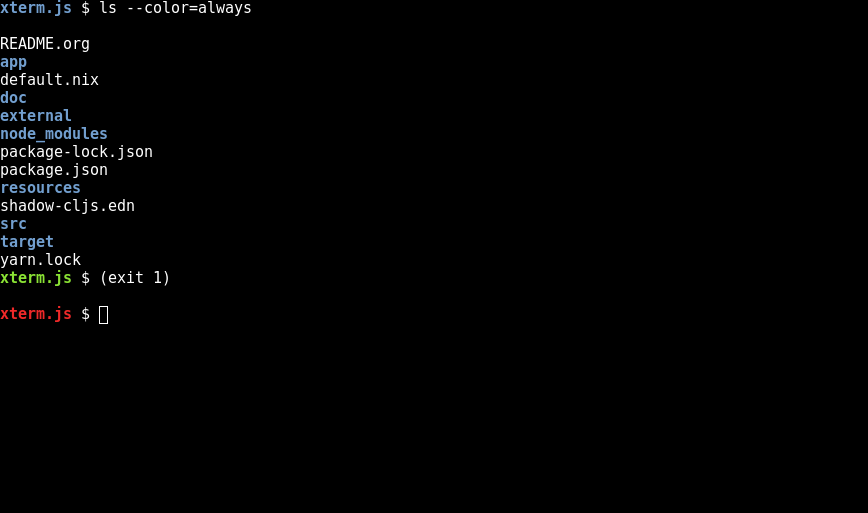 xterm.js $ ls --color=always
README.org
app
default.nix
doc
external
node_modules
package-lock.json
package.json
resources
shadow-cljs.edn
src
target
yarn.lock
xterm.js $ (exit 1)
xterm.js $